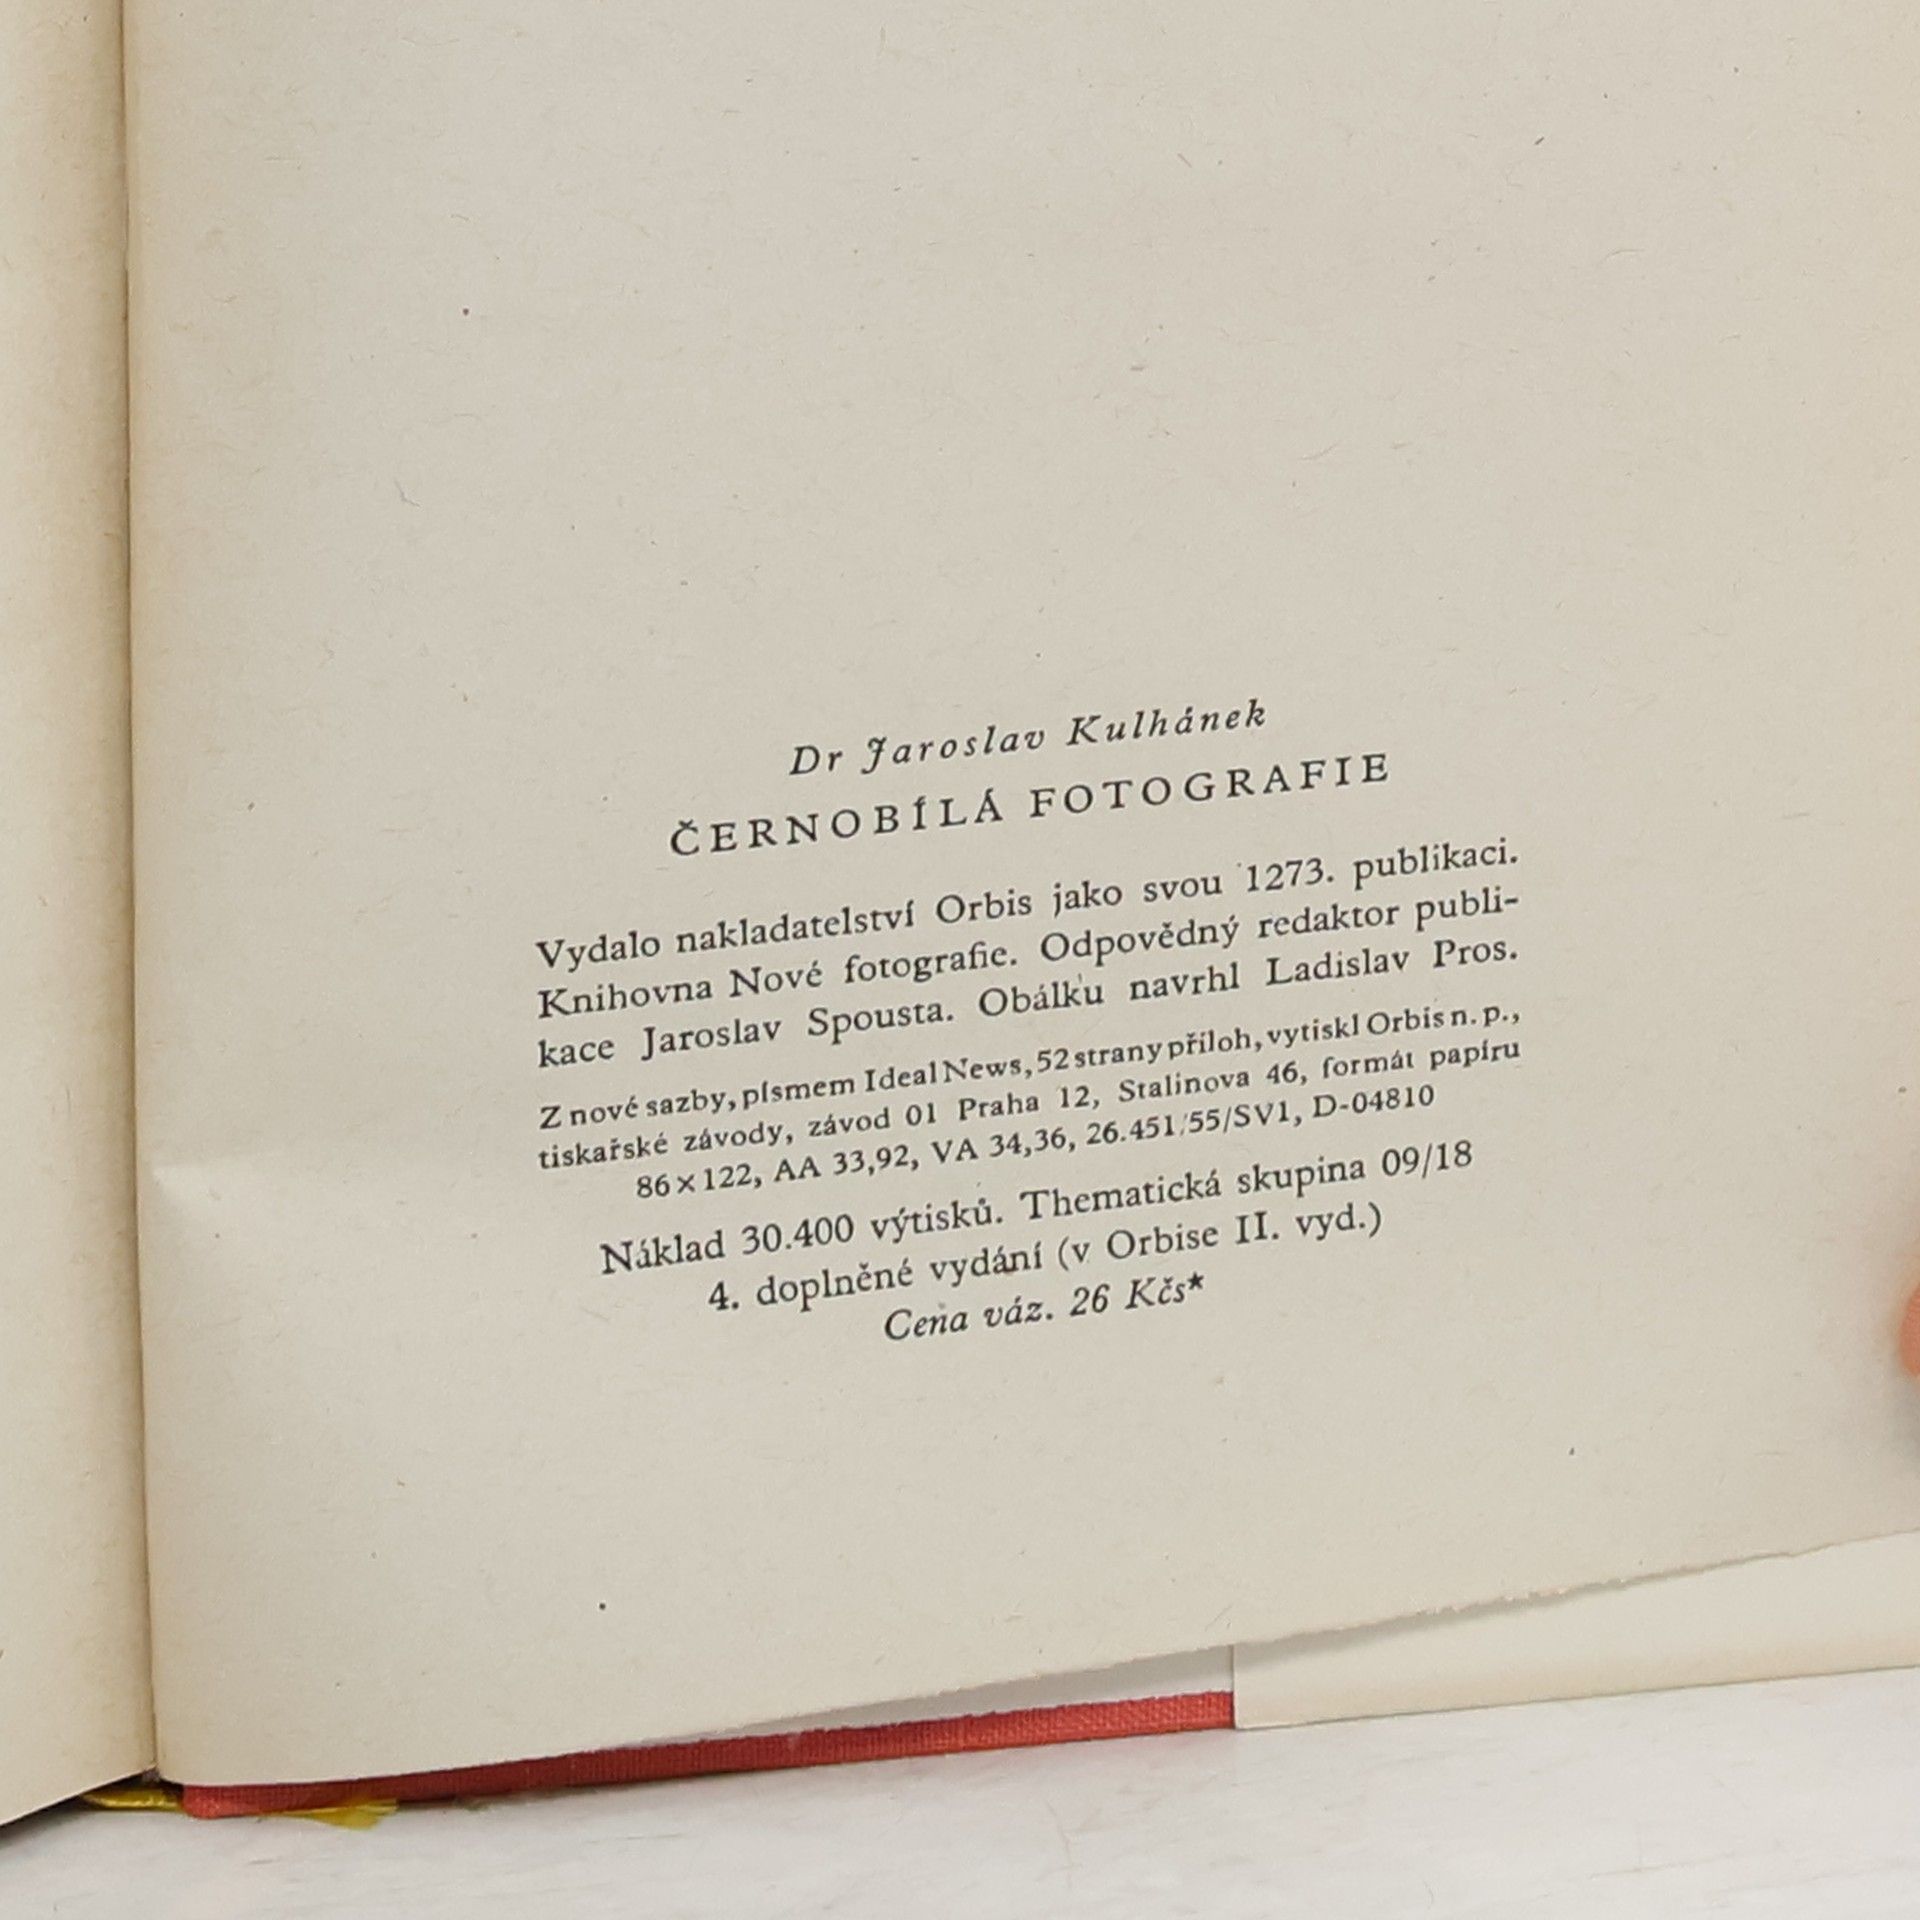 Dr Jaroslav Kulhánek
ČERNOBÍLÁ FOTOGRAFIE
Vydalo nakladatelství Orbis jako svou 1273. publikaci.
Knihovna Nové fotografie. Odpovědný redaktor publi-
kace Jaroslav Spousta. Obálku navrhl Ladislav Pros.
Z nové sazby, písmem Ideal News, 52 strany příloh, vytiskl Orbis n. p.,
tiskařské závody, závod 01 Praha 12, Stalinova 46, formát papíru
86×122, AA 33,92, VA 34,36, 26.451/55/SV1, D-04810
Náklad 30.400 výtisků. Thematická skupina 09/18
4. doplněné vydání (v Orbise II. vyd.)
Cena váz. 26 Kčs*